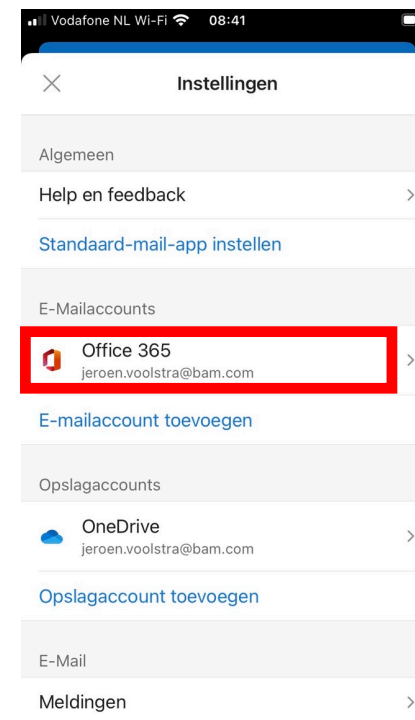 Vodafone NL Wi-Fi 08:41
Instellingen
Algemeen
Help en feedback
Standaard-mail-app instellen
E-Mailaccounts
Office 365
jeroen.voolstra@bam.com
E-mailaccount toevoegen
Opslagaccounts
OneDrive
jeroen.voolstra@bam.com
Opslagaccount toevoegen
E-Mail
Meldingen